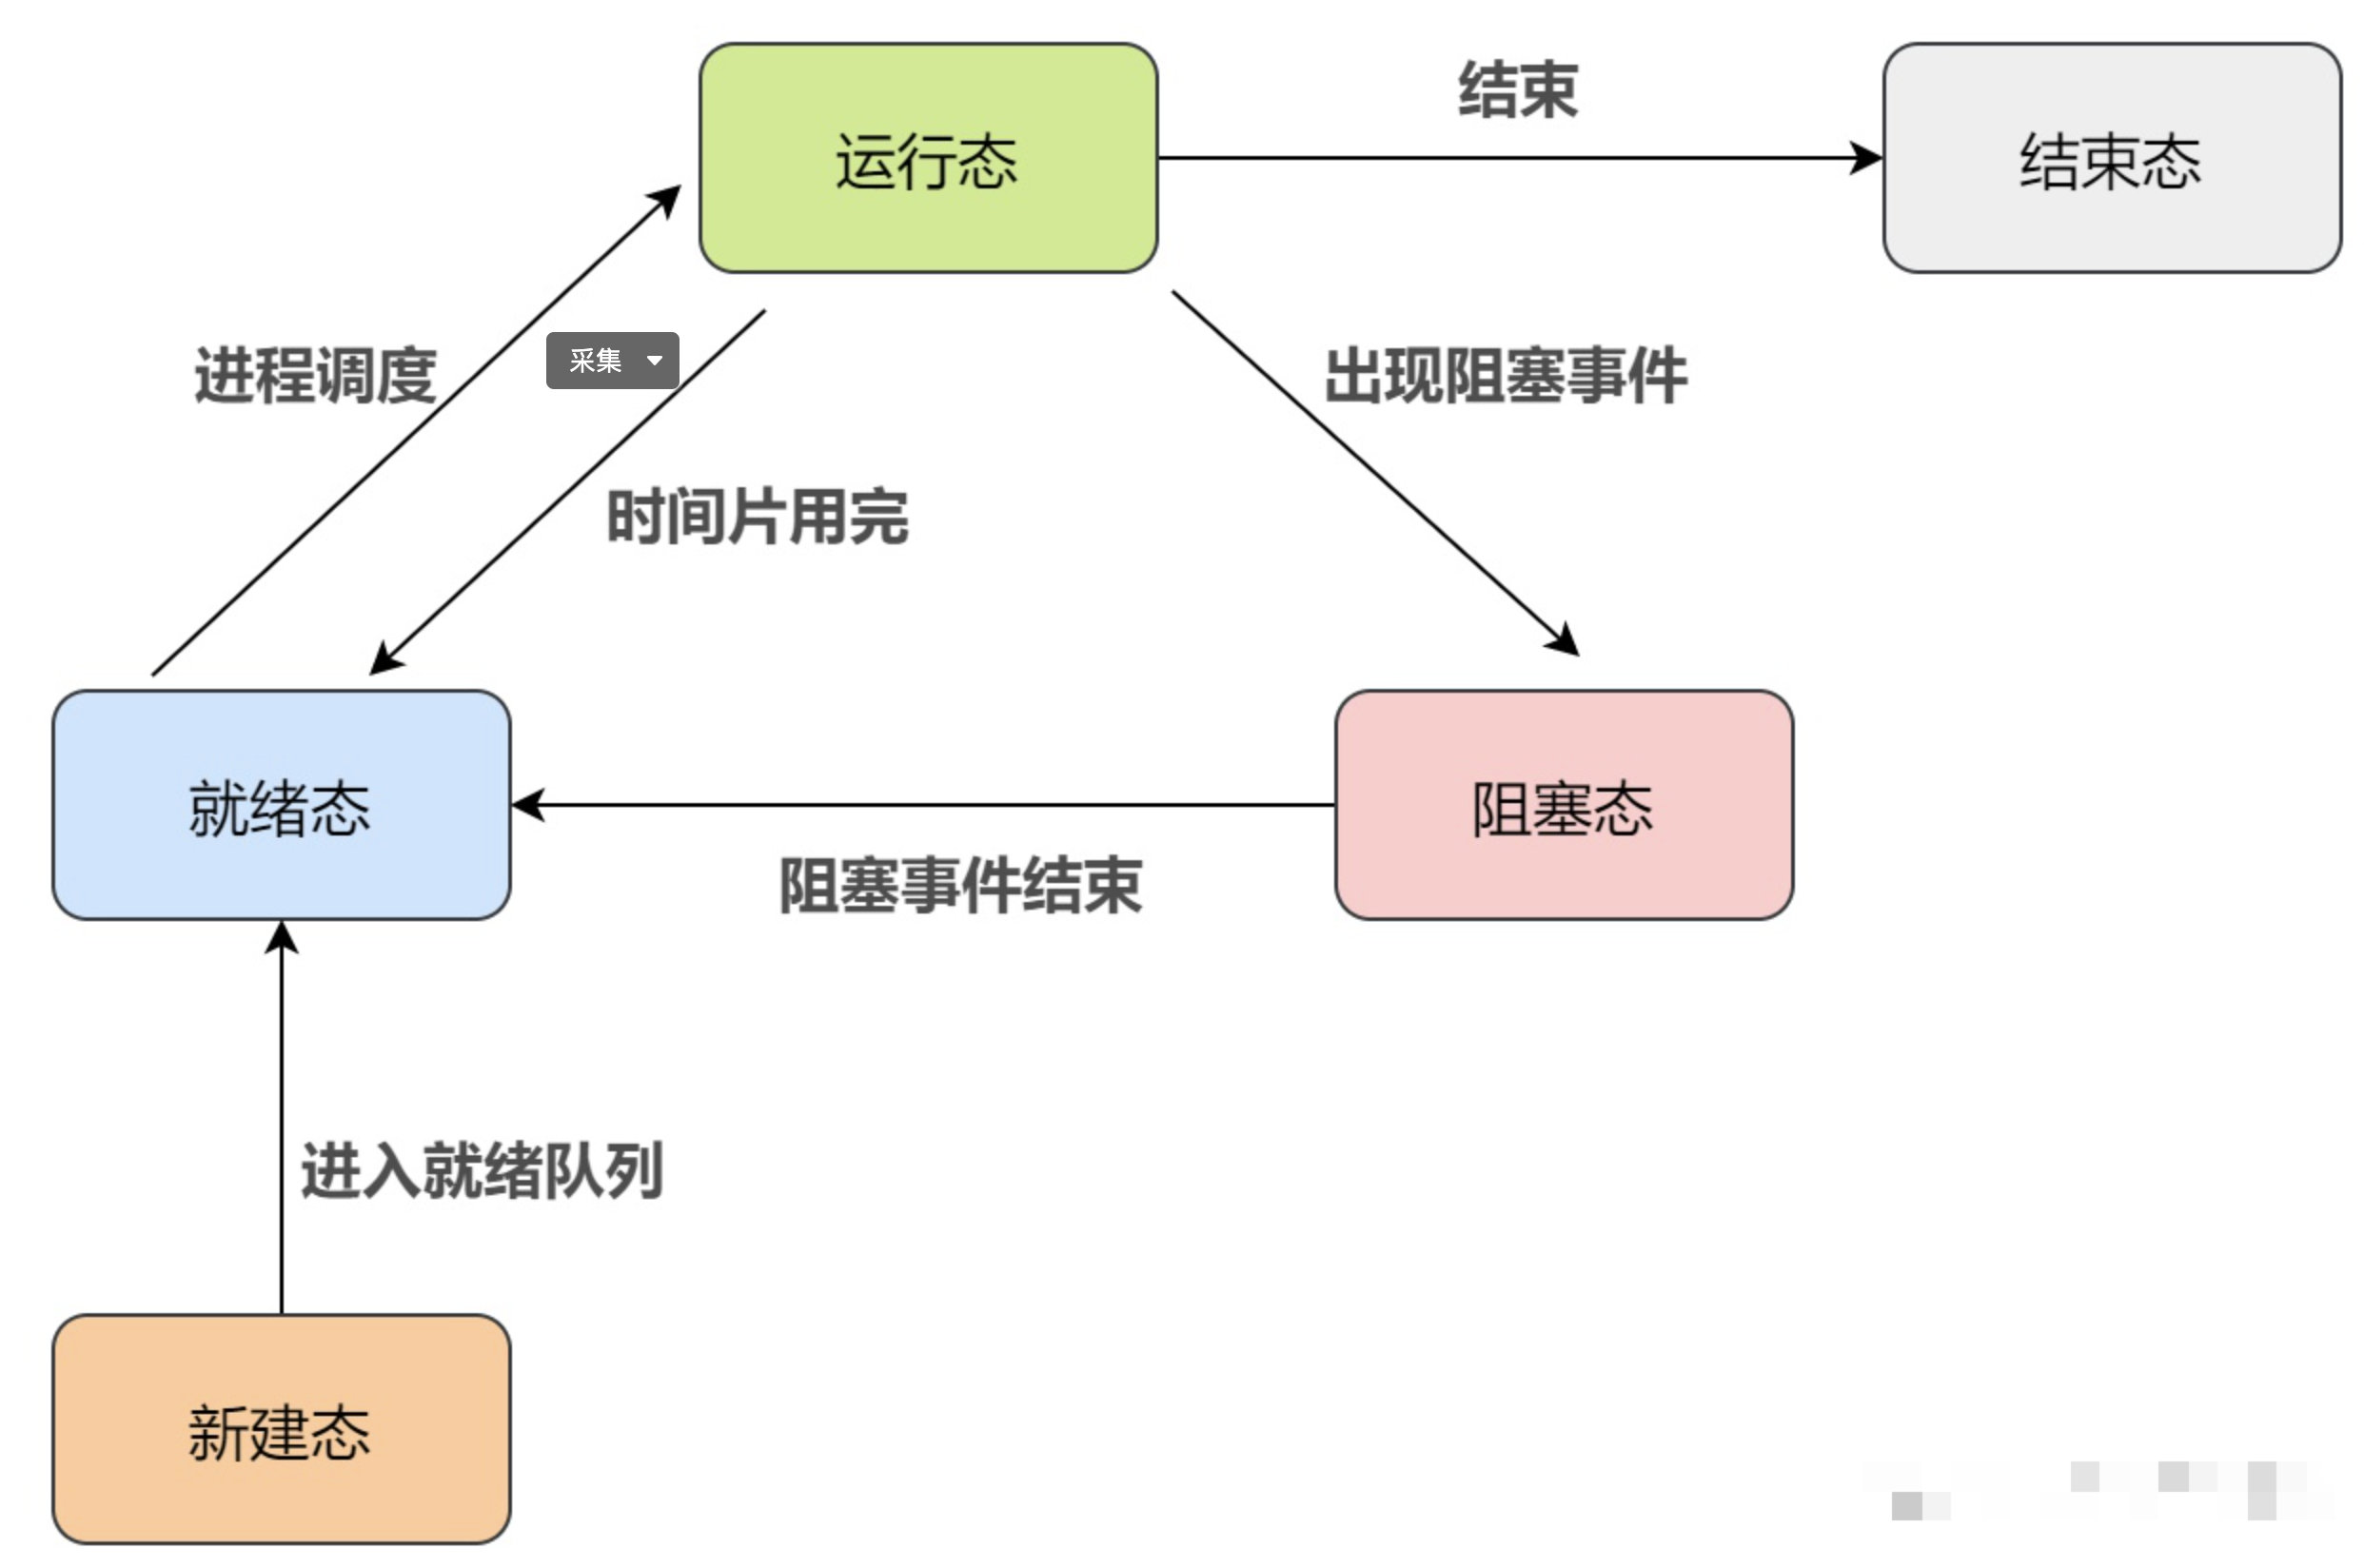 结束
运行态
结束态
进程调度
采集
出现阻塞事件
时间片用完
就绪态
阻塞态
阻塞事件结束
进入就绪队列
新建态